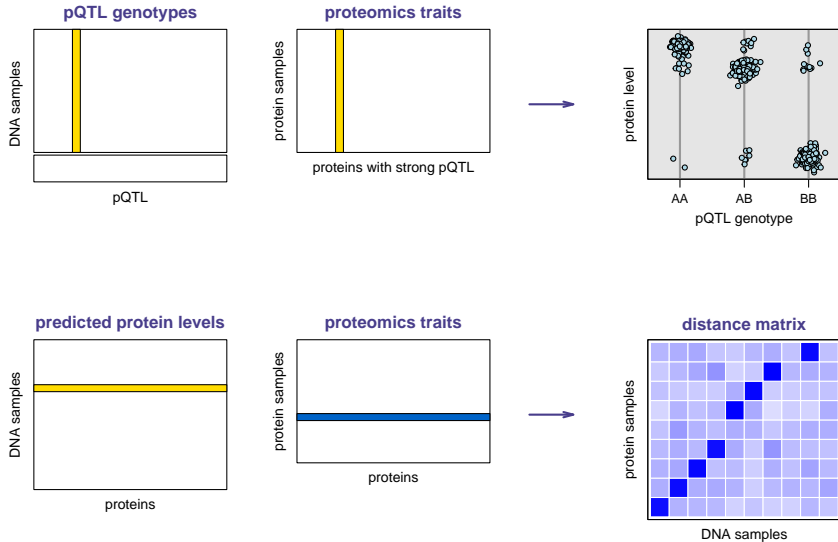 pQTL genotypes
DNA samples
pQTL
proteomics traits
protein samples
proteins with strong pQTL
protein level
AA
AB
BB
pQTL genotype
predicted protein levels
DNA samples
proteins
proteomics traits
protein samples
proteins
distance matrix
protein samples
DNA samples